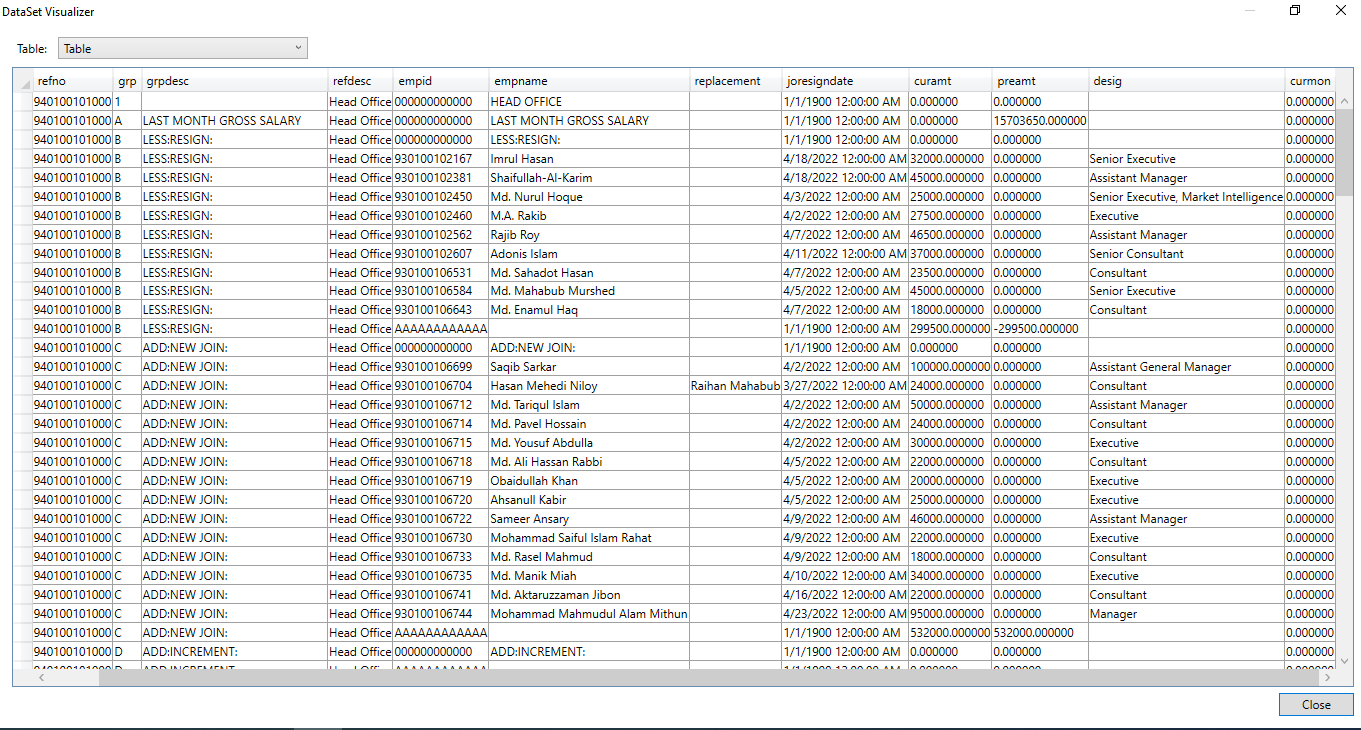 DataSet Visualizer
Table: Table
refno grp grpdesc refdesc empid empname replacement joresigndate curamt preamt desig curmon
940100101000 1 Head Office 000000000000 HEAD OFFICE 1/1/1900 12:00:00 AM 0.000000 0.000000 0.000000
940100101000 A LAST MONTH GROSS SALARY Head Office 000000000000 LAST MONTH GROSS SALARY 1/1/1900 12:00:00 AM 0.000000 15703650.000000 0.000000
940100101000 B LESS:RESIGN: Head Office 000000000000 LESS:RESIGN: 1/1/1900 12:00:00 AM 0.000000 0.000000 0.000000
940100101000 B LESS:RESIGN: Head Office 930100102167 Imrul Hasan 4/18/2022 12:00:00 AM 32000.000000 0.000000 Senior Executive 0.000000
940100101000 B LESS:RESIGN: Head Office 930100102381 Shaifullah-Al-Karim 4/18/2022 12:00:00 AM 45000.000000 0.000000 Assistant Manager 0.000000
940100101000 B LESS:RESIGN: Head Office 930100102450 Md. Nurul Hoque 4/3/2022 12:00:00 AM 25000.000000 0.000000 Senior Executive, Market Intelligence 0.000000
940100101000 B LESS:RESIGN: Head Office 930100102460 M.A. Rakib 4/2/2022 12:00:00 AM 27500.000000 0.000000 Executive 0.000000
940100101000 B LESS:RESIGN: Head Office 930100102562 Rajib Roy 4/7/2022 12:00:00 AM 46500.000000 0.000000 Assistant Manager 0.000000
940100101000 B LESS:RESIGN: Head Office 930100102607 Adonis Islam 4/11/2022 12:00:00 AM 37000.000000 0.000000 Senior Consultant 0.000000
940100101000 B LESS:RESIGN: Head Office 930100106531 Md. Sahadot Hasan 4/7/2022 12:00:00 AM 23500.000000 0.000000 Consultant 0.000000
940100101000 B LESS:RESIGN: Head Office 930100106584 Md. Mahabub Murshed 4/5/2022 12:00:00 AM 45000.000000 0.000000 Senior Executive 0.000000
940100101000 B LESS:RESIGN: Head Office 930100106643 Md. Enamul Haq 4/7/2022 12:00:00 AM 18000.000000 0.000000 Consultant 0.000000
940100101000 B LESS:RESIGN: Head Office AAAAAAAAAAAA 1/1/1900 12:00:00 AM 299500.000000 -299500.000000 0.000000
940100101000 C ADD:NEW JOIN: Head Office 000000000000 ADD:NEW JOIN: 1/1/1900 12:00:00 AM 0.000000 0.000000 0.000000
940100101000 C ADD:NEW JOIN: Head Office 930100106699 Saqib Sarkar 4/2/2022 12:00:00 AM 100000.000000 0.000000 Assistant General Manager 0.000000
940100101000 C ADD:NEW JOIN: Head Office 930100106704 Hasan Mehedi Niloy Raihan Mahabub 3/27/2022 12:00:00 AM 24000.000000 0.000000 Consultant 0.000000
940100101000 C ADD:NEW JOIN: Head Office 930100106712 Md. Tariqul Islam 4/2/2022 12:00:00 AM 50000.000000 0.000000 Assistant Manager 0.000000
940100101000 C ADD:NEW JOIN: Head Office 930100106714 Md. Pavel Hossain 4/2/2022 12:00:00 AM 24000.000000 0.000000 Consultant 0.000000
940100101000 C ADD:NEW JOIN: Head Office 930100106715 Md. Yousuf Abdulla 4/2/2022 12:00:00 AM 30000.000000 0.000000 Executive 0.000000
940100101000 C ADD:NEW JOIN: Head Office 930100106718 Md. Ali Hassan Rabbi 4/5/2022 12:00:00 AM 22000.000000 0.000000 Consultant 0.000000
940100101000 C ADD:NEW JOIN: Head Office 930100106719 Obaidullah Khan 4/5/2022 12:00:00 AM 20000.000000 0.000000 Executive 0.000000
940100101000 C ADD:NEW JOIN: Head Office 930100106720 Ahsanull Kabir 4/5/2022 12:00:00 AM 25000.000000 0.000000 Executive 0.000000
940100101000 C ADD:NEW JOIN: Head Office 930100106722 Sameer Ansary 4/9/2022 12:00:00 AM 46000.000000 0.000000 Assistant Manager 0.000000
940100101000 C ADD:NEW JOIN: Head Office 930100106730 Mohammad Saiful Islam Rahat 4/9/2022 12:00:00 AM 22000.000000 0.000000 Executive 0.000000
940100101000 C ADD:NEW JOIN: Head Office 930100106733 Md. Rasel Mahmud 4/9/2022 12:00:00 AM 18000.000000 0.000000 Consultant 0.000000
940100101000 C ADD:NEW JOIN: Head Office 930100106735 Md. Manik Miah 4/10/2022 12:00:00 AM 34000.000000 0.000000 Executive 0.000000
940100101000 C ADD:NEW JOIN: Head Office 930100106741 Md. Aktaruzzaman Jibon 4/16/2022 12:00:00 AM 22000.000000 0.000000 Consultant 0.000000
940100101000 C ADD:NEW JOIN: Head Office 930100106744 Mohammad Mahmudul Alam Mithun 4/23/2022 12:00:00 AM 95000.000000 0.000000 Manager 0.000000
940100101000 C ADD:NEW JOIN: Head Office AAAAAAAAAAAA 1/1/1900 12:00:00 AM 532000.000000 532000.000000 0.000000
940100101000 D ADD:INCREMENT: Head Office 000000000000 ADD:INCREMENT: 1/1/1900 12:00:00 AM 0.000000 0.000000 0.000000
Close